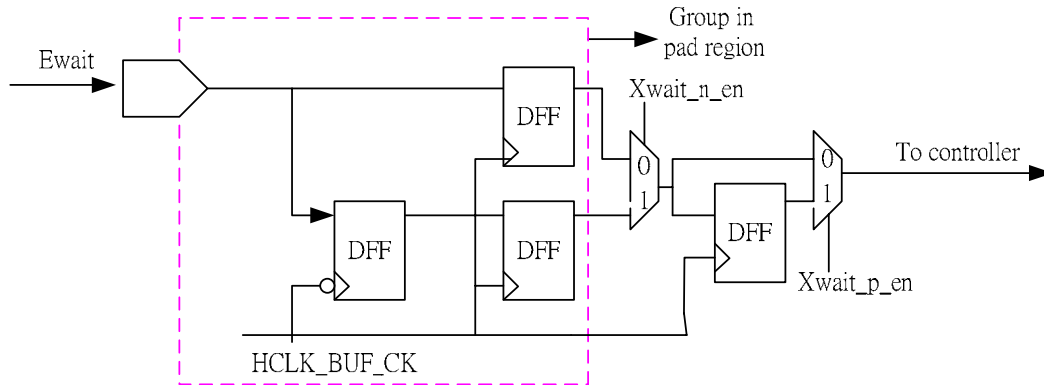 Group in
pad region
Ewait
Xwait_n_en
DFF
0
1
To controller
0
1
DFF
DFF
DFF
Xwait_p_en
HCLK_BUF_CK